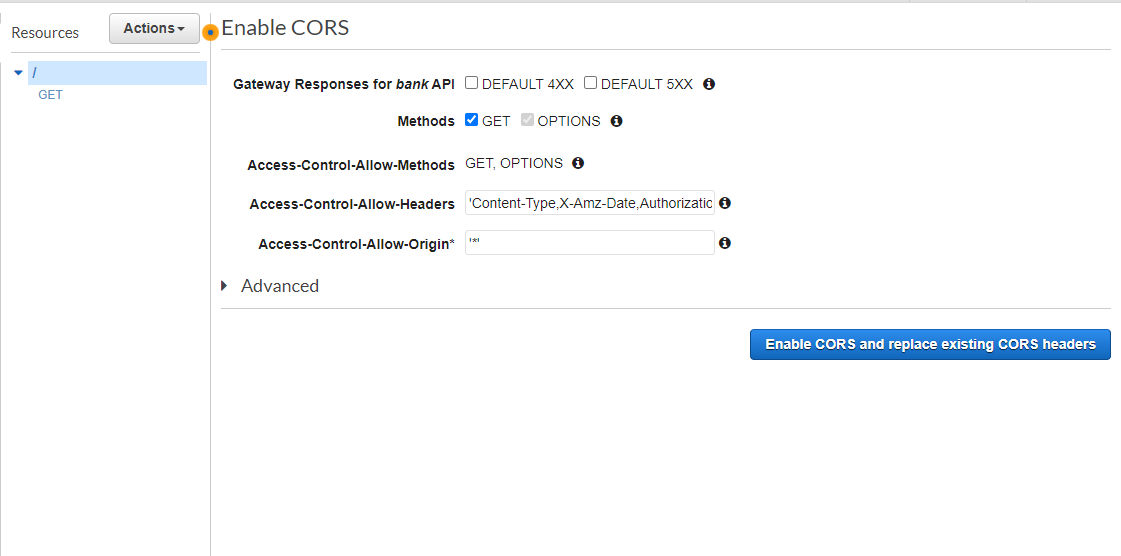 Resources
Actions
Enable CORS
/
GET
Gateway Responses for bank API DEFAULT 4XX DEFAULT 5XX
Methods GET OPTIONS
Access-Control-Allow-Methods GET, OPTIONS
Access-Control-Allow-Headers 'Content-Type,X-Amz-Date,Authorizatic
Access-Control-Allow-Origin* '*'
Advanced
Enable CORS and replace existing CORS headers